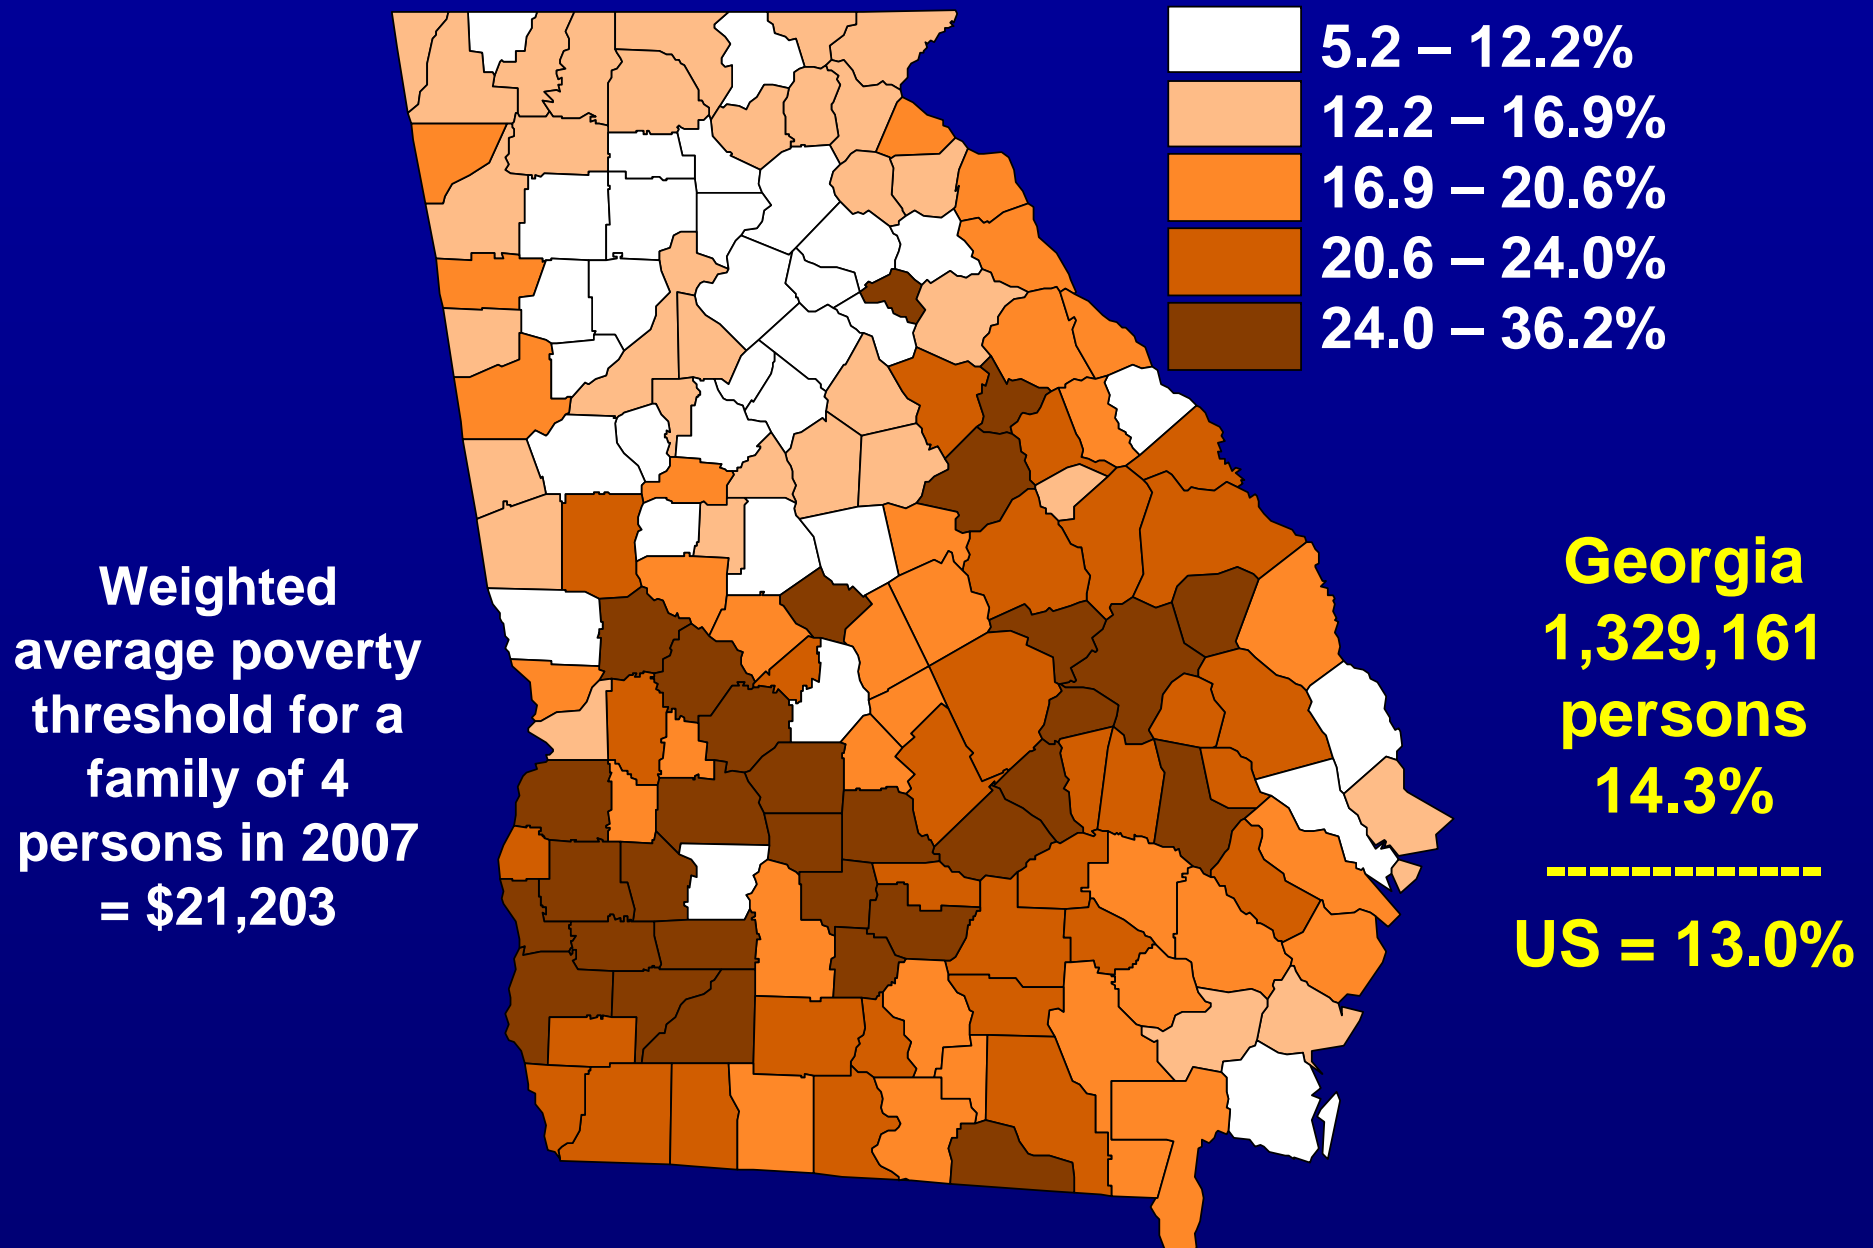 5.2 – 12.2%
12.2 – 16.9%
16.9 – 20.6%
20.6 – 24.0%
24.0 – 36.2%
Weighted
average poverty
threshold for a
family of 4
persons in 2007
= $21,203
Georgia
1,329,161
persons
14.3%
-------------
US = 13.0%